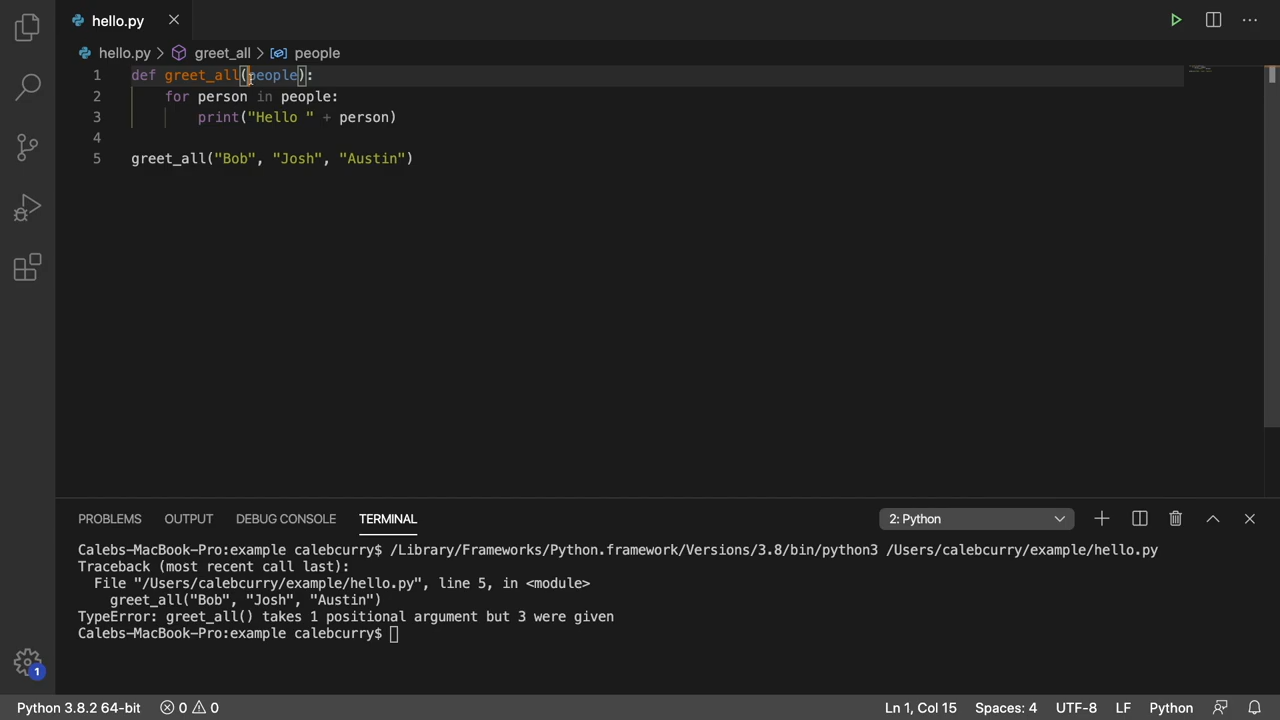 hello.py
hello.py > greet_all > people
1 def greet_all(people):
2     for person in people:
3         print("Hello " + person)
4
5 greet_all("Bob", "Josh", "Austin")
PROBLEMS OUTPUT DEBUG CONSOLE TERMINAL 2: Python
Calebs-MacBook-Pro:example calebcurry$ /Library/Frameworks/Python.framework/Versions/3.8/bin/python3 /Users/calebcurry/example/hello.py
Traceback (most recent call last):
  File "/Users/calebcurry/example/hello.py", line 5, in <module>
    greet_all("Bob", "Josh", "Austin")
TypeError: greet_all() takes 1 positional argument but 3 were given
Calebs-MacBook-Pro:example calebcurry$
1
Python 3.8.2 64-bit 0 0 Ln 1, Col 15 Spaces: 4 UTF-8 LF Python